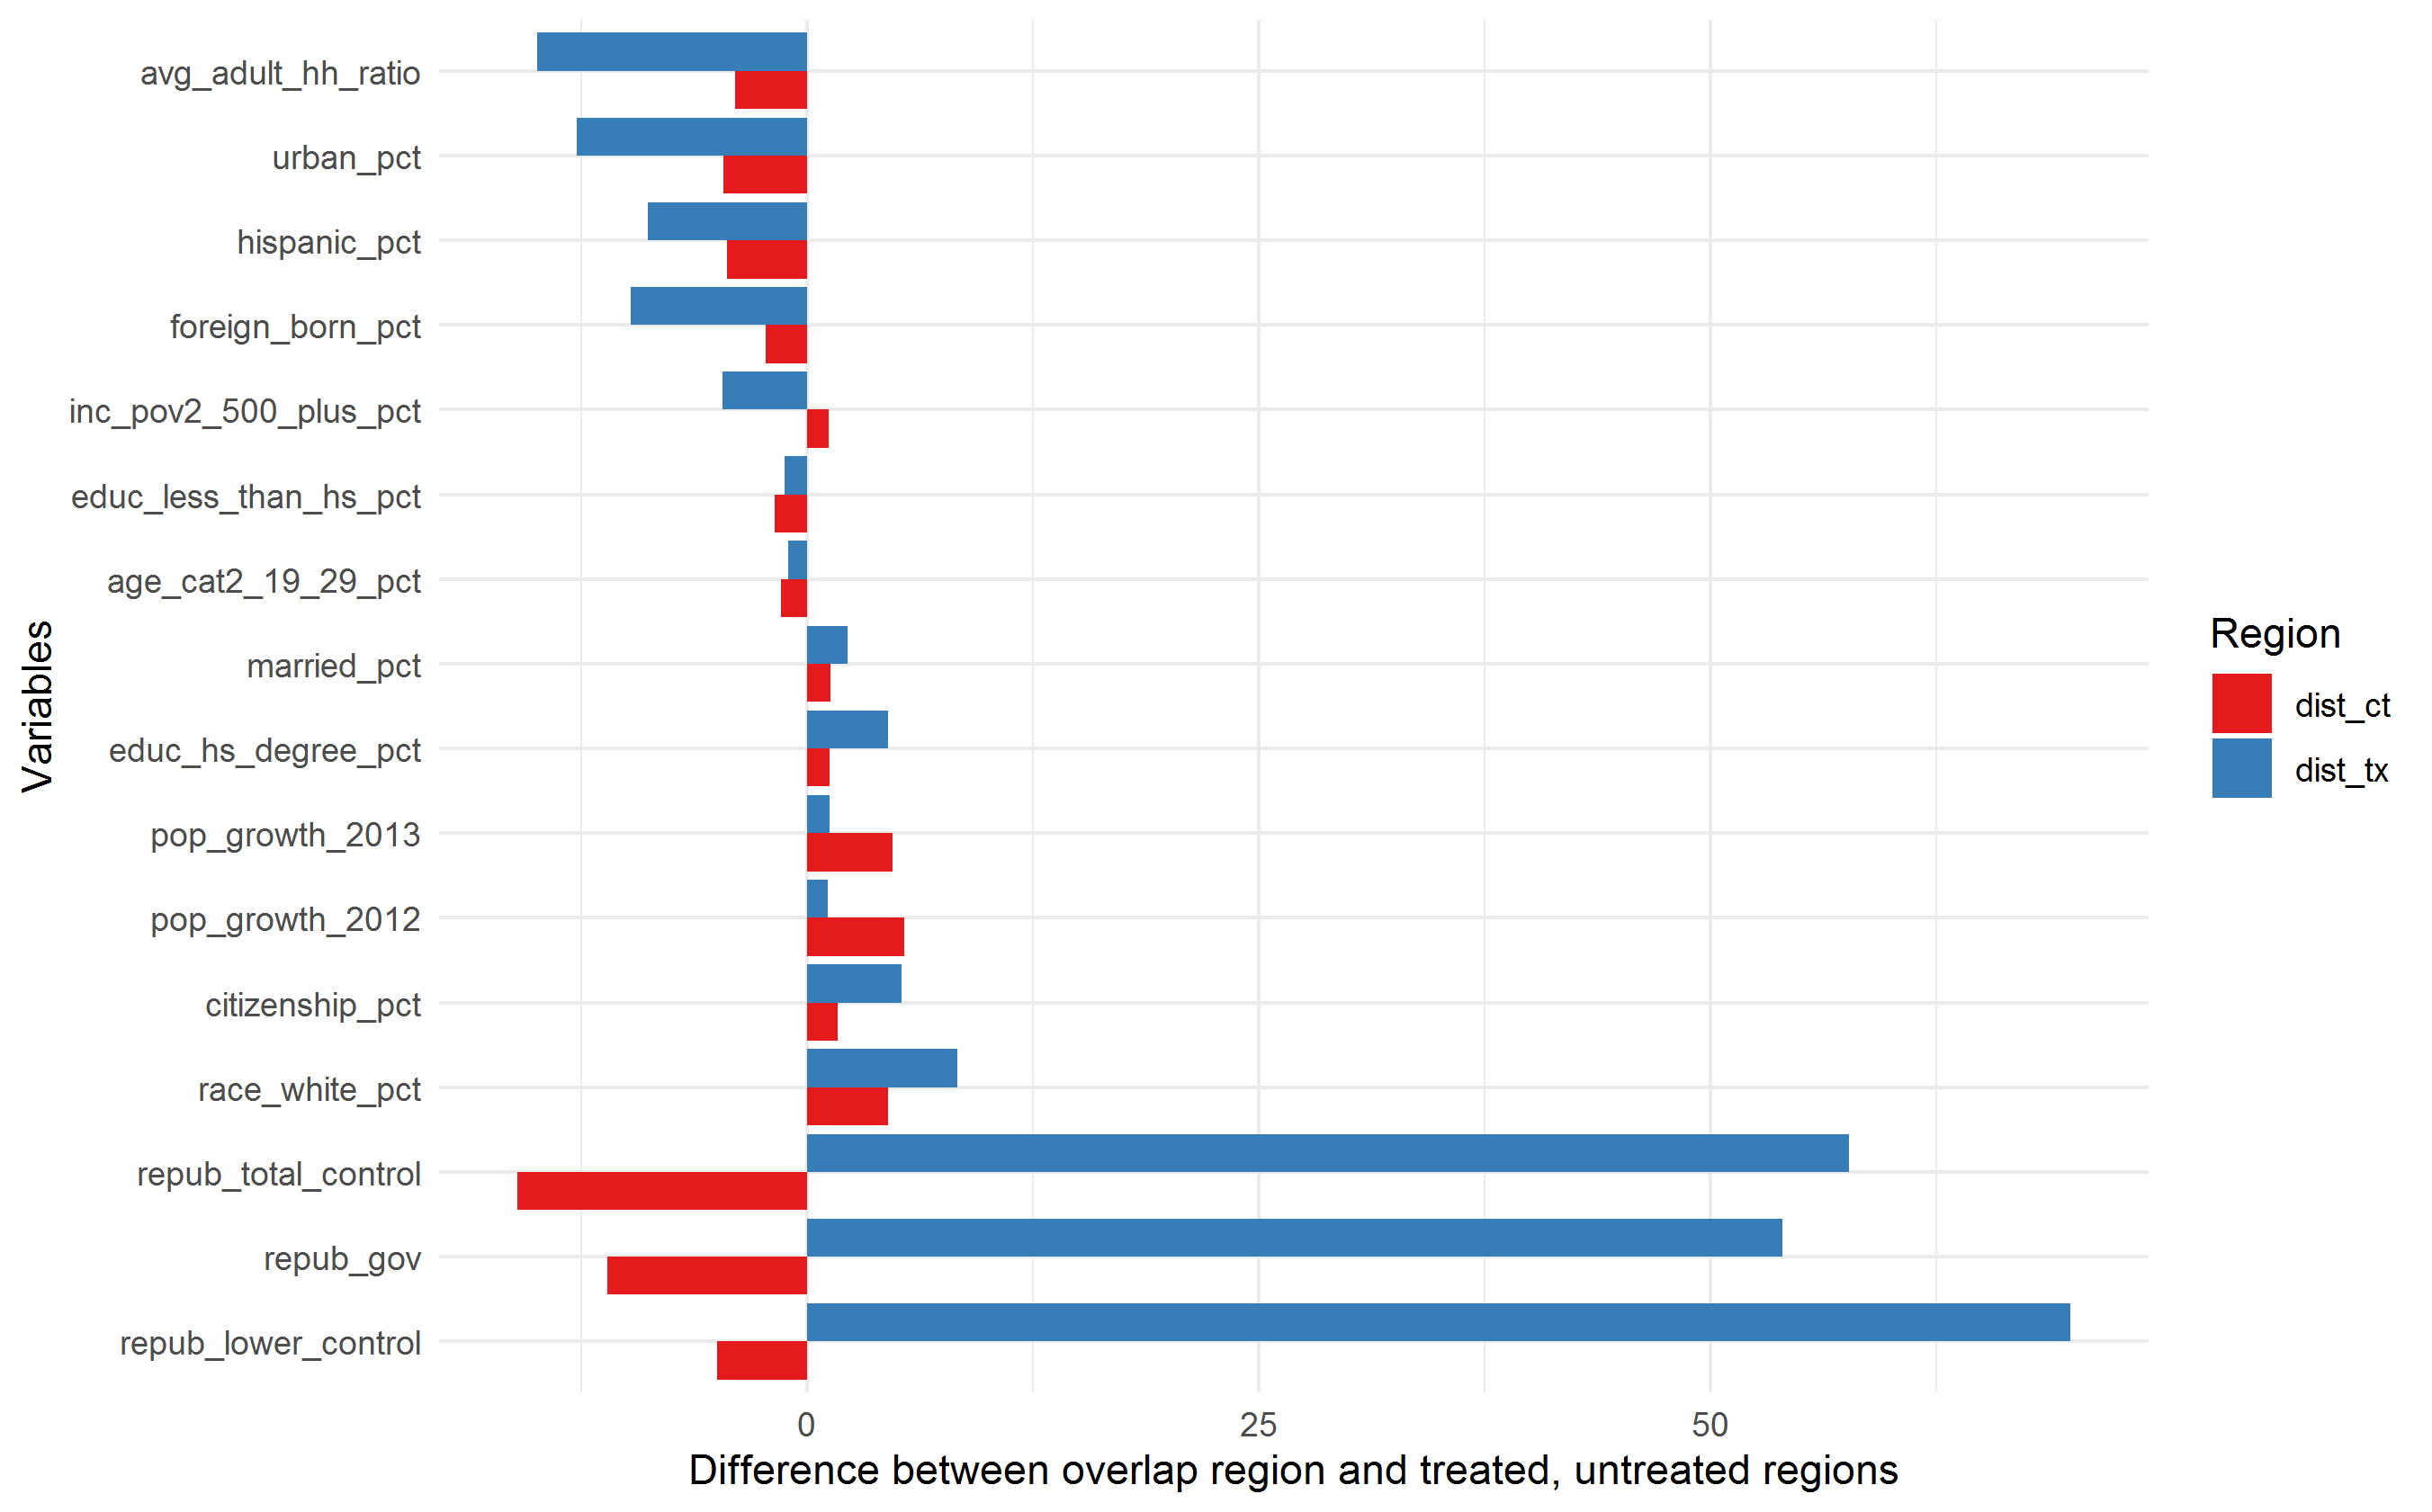 avg_adult_hh_ratio
urban_pct
hispanic_pct
foreign_born_pct
inc_pov2_500_plus_pct
educ_less_than_hs_pct
age_cat2_19_29_pct
married_pct
educ_hs_degree_pct
pop_growth_2013
pop_growth_2012
citizenship_pct
race_white_pct
repub_total_control
repub_gov
repub_lower_control
Variables
0 25 50
Difference between overlap region and treated, untreated regions
Region
dist_ct
dist_tx